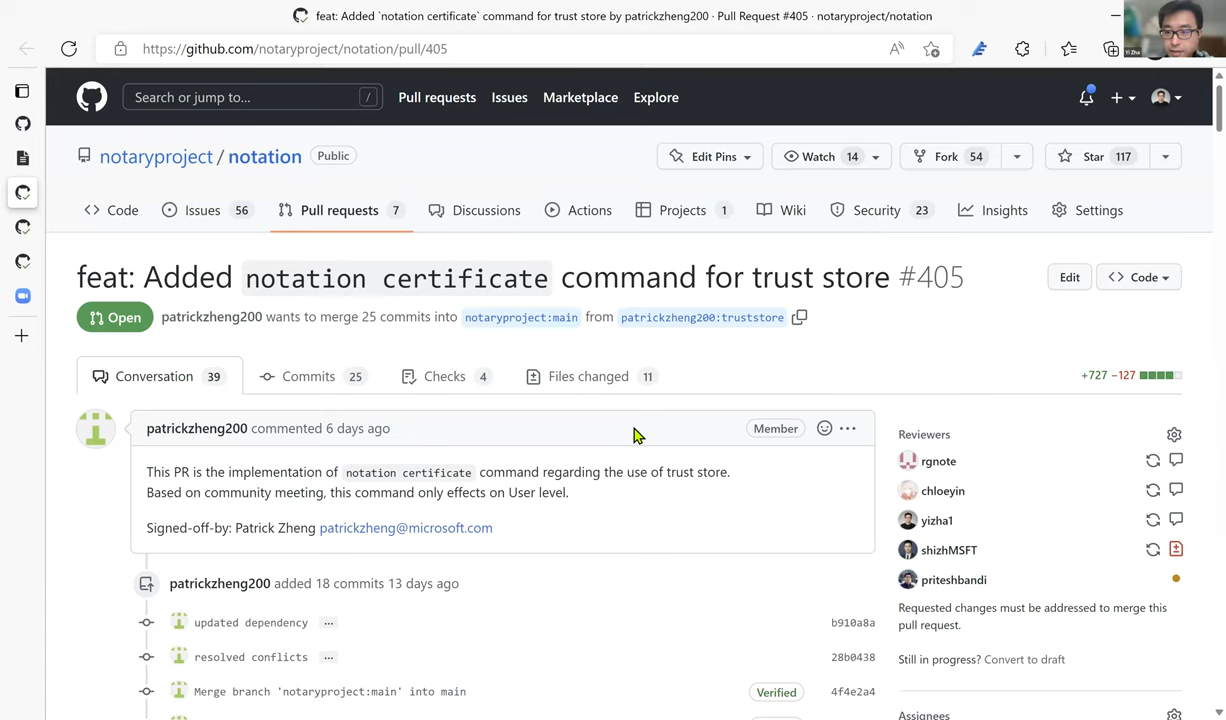 feat: Added `notation certificate` command for trust store by patrickzheng200 · Pull Request #405 · notaryproject/notation
Yi Zha
https://github.com/notaryproject/notation/pull/405
Search or jump to...
/
Pull requests
Issues
Marketplace
Explore
notaryproject / notation
Public
Edit Pins
Watch 14
Fork 54
Star 117
Code
Issues 56
Pull requests 7
Discussions
Actions
Projects 1
Wiki
Security 23
Insights
Settings
feat: Added notation certificate command for trust store #405
Edit
Code
Open
patrickzheng200 wants to merge 25 commits into notaryproject:main from patrickzheng200:truststore
Conversation 39
Commits 25
Checks 4
Files changed 11
+727 −127
patrickzheng200 commented 6 days ago
Member
This PR is the implementation of notation certificate command regarding the use of trust store.
Based on community meeting, this command only effects on User level.
Signed-off-by: Patrick Zheng patrickzheng@microsoft.com
patrickzheng200 added 18 commits 13 days ago
updated dependency ...
b910a8a
resolved conflicts ...
28b0438
Merge branch 'notaryproject:main' into main
Verified
4f4e2a4
Reviewers
rgnote
chloeyin
yizha1
shizhMSFT
priteshbandi
Requested changes must be addressed to merge this
pull request.
Still in progress? Convert to draft
Assignees